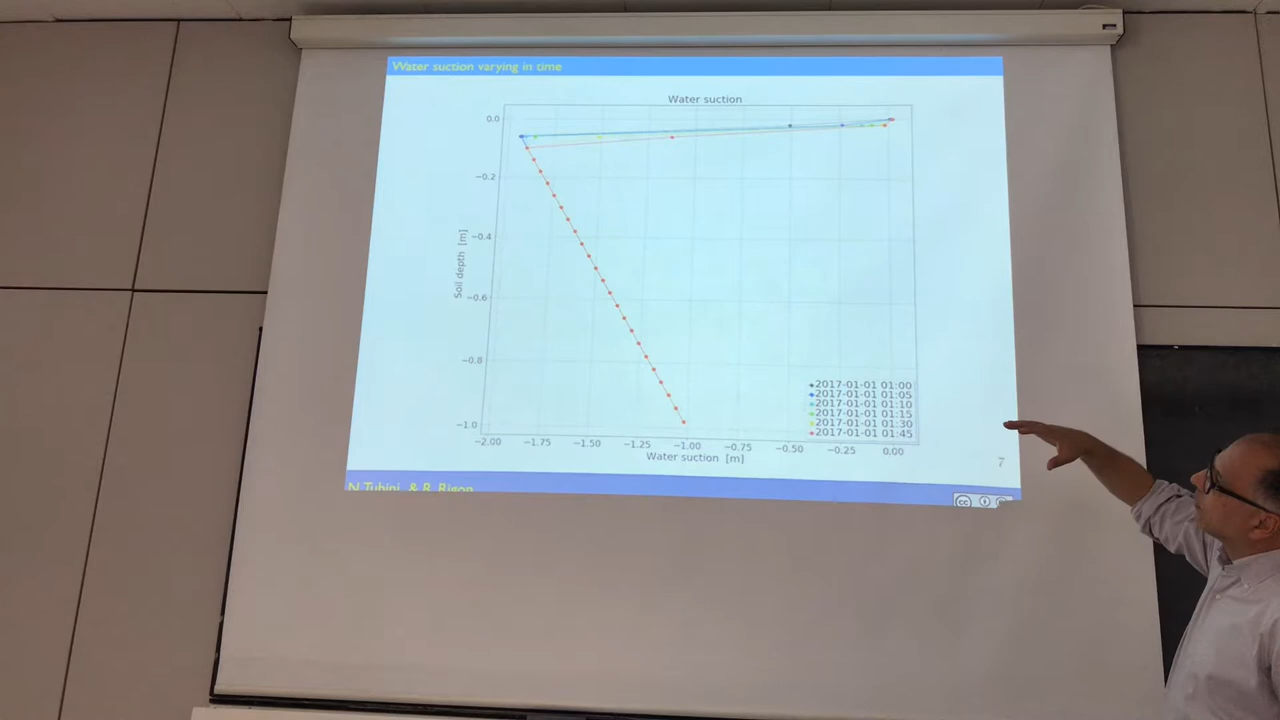 Water suction varying in time
Water suction
0.0
−0.2
−0.4
−0.6
−0.8
−1.0
Soil depth [m]
2017-01-01 01:00
2017-01-01 01:05
2017-01-01 01:10
2017-01-01 01:15
2017-01-01 01:30
2017-01-01 01:45
−2.00 −1.75 −1.50 −1.25 −1.00 −0.75 −0.50 −0.25 0.00
Water suction [m]
7
N Tubini & R Rigon
cc